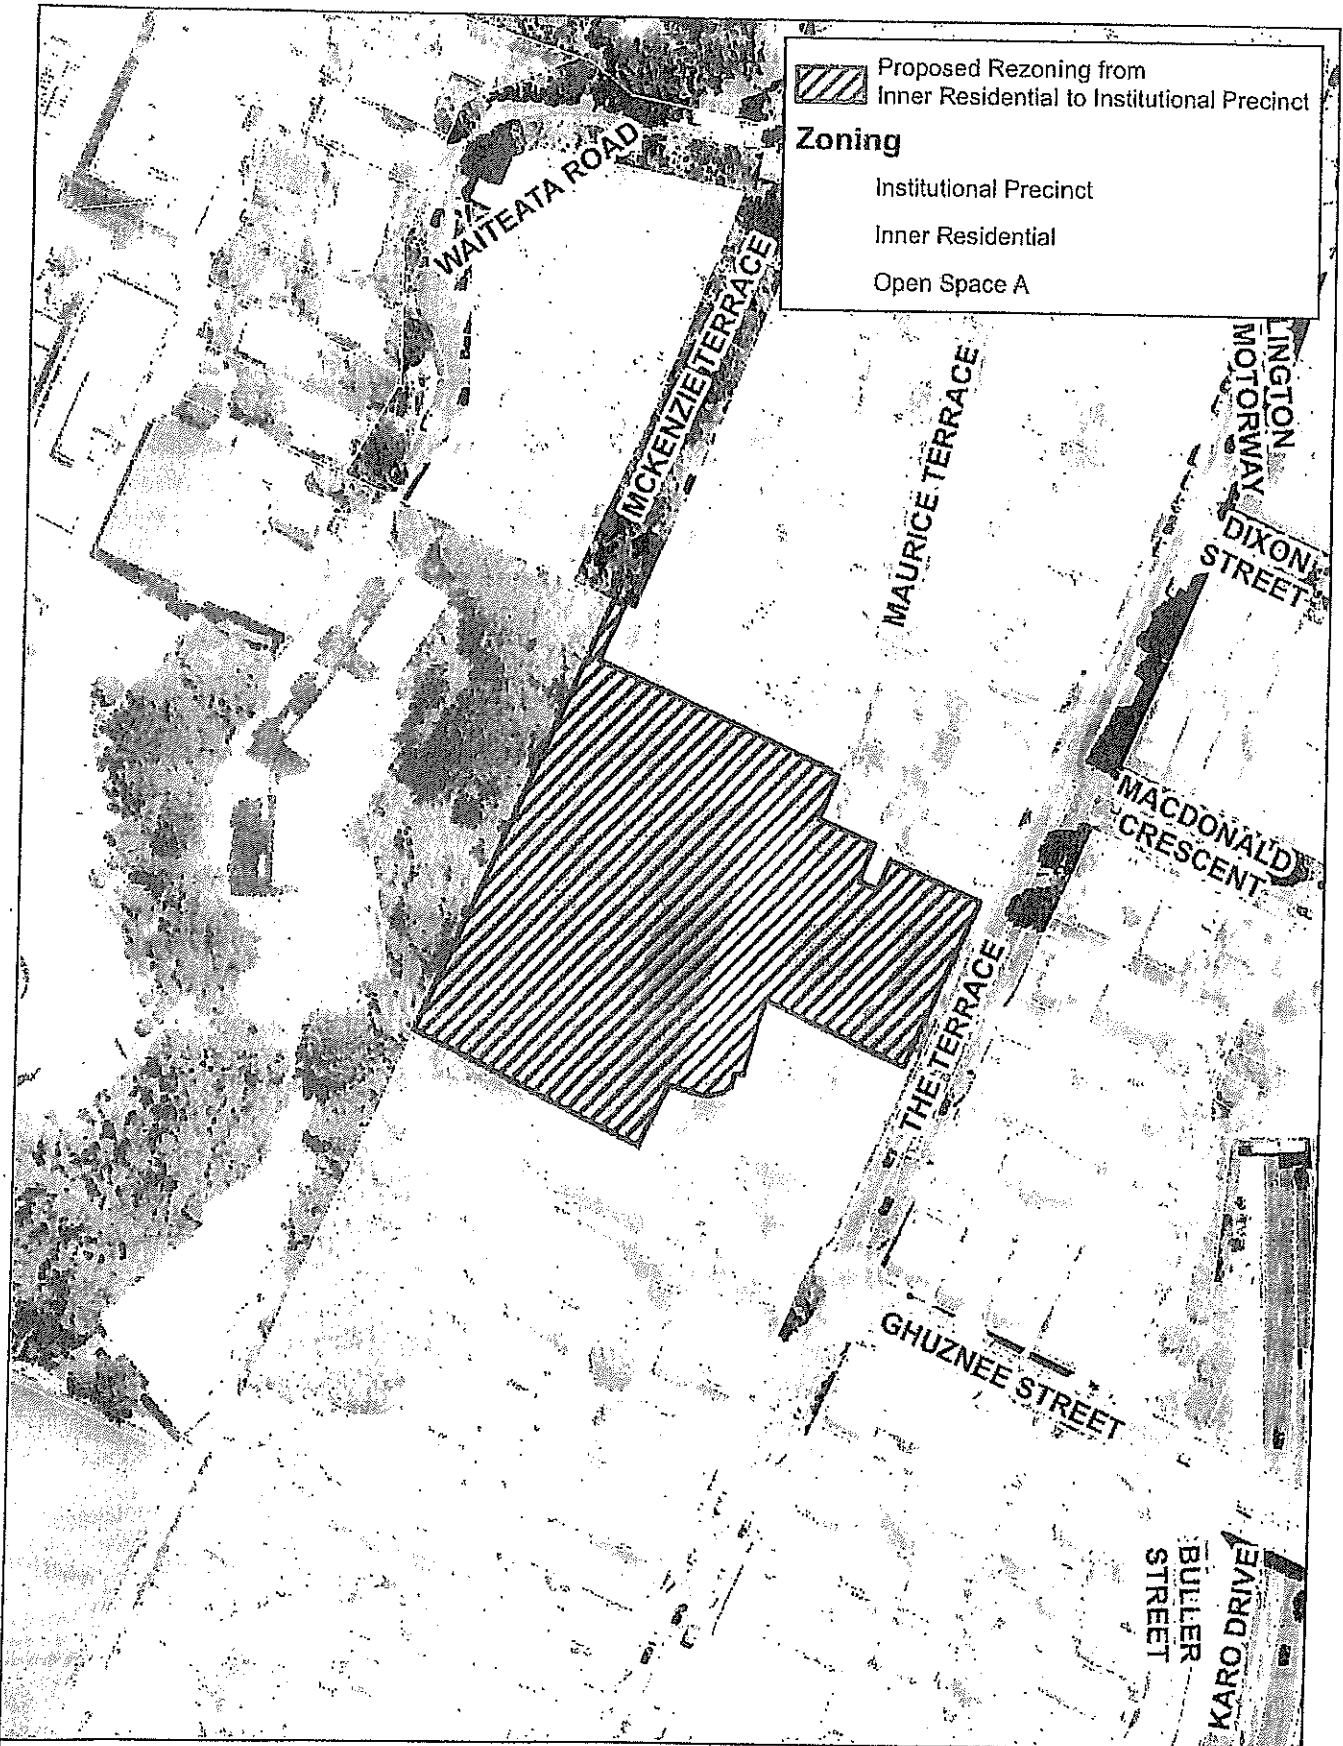 Proposed Rezoning from
Inner Residential to Institutional Precinct
Zoning
Institutional Precinct
Inner Residential
Open Space A
WAITEATA ROAD
MCKENZIE TERRACE
MAURICE TERRACE
LINGTON
MOTORWAY
DIXON
STREET
MACDONALD
CRESCENT
THE TERRACE
GHUZNEE STREET
BULLER
STREET
KARO DRIVE